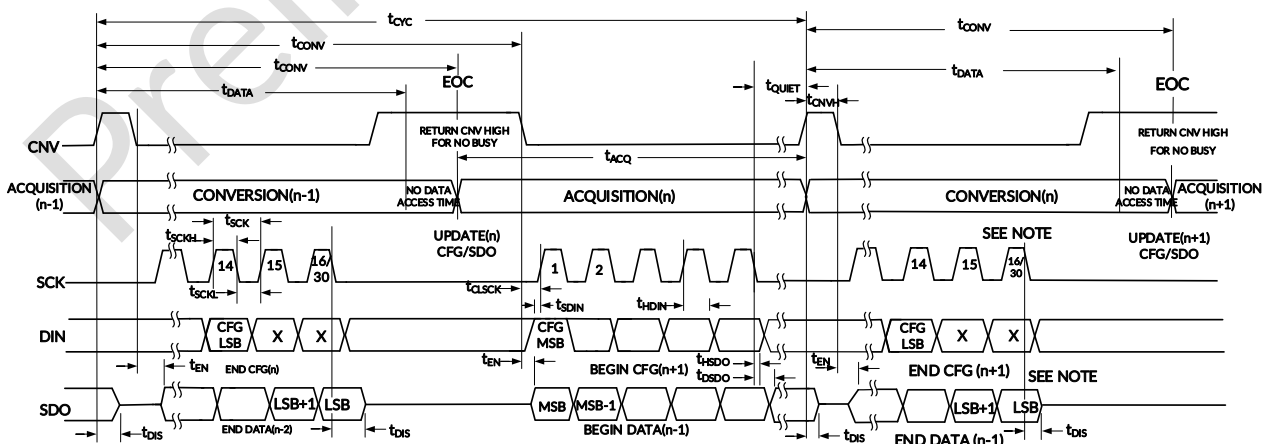 Prel
tCYC
tCONV
tCONV
tCONV
EOC
tDATA
tQUIET
tDATA
EOC
tCNVH
CNV
RETURN CNV HIGH
FOR NO BUSY
RETURN CNV HIGH
FOR NO BUSY
tACQ
ACQUISITION
(n-1)
CONVERSION(n-1)
NO DATA
ACCESS TIME
ACQUISITION(n)
CONVERSION(n)
NO DATA
ACCESS TIME
ACQUISITION
(n+1)
tSCK
tSCKH
UPDATE(n)
CFG/SDO
SEE NOTE
UPDATE(n+1)
CFG/SDO
SCK
14
15
16/
30
1
2
14
15
16/
30
tSCKL
tCLSCK
tSDIN
tHDIN
DIN
CFG
LSB
X
X
CFG
MSB
CFG
LSB
X
X
tEN
END CFG(n)
tEN
BEGIN CFG(n+1)
tHSDO
tDSDO
tEN
END CFG (n+1)
SEE NOTE
SDO
LSB+1
LSB
MSB
MSB-1
LSB+1
LSB
tDIS
END DATA(n-2)
tDIS
BEGIN DATA(n-1)
tDIS
END DATA (n-1)
tDIS